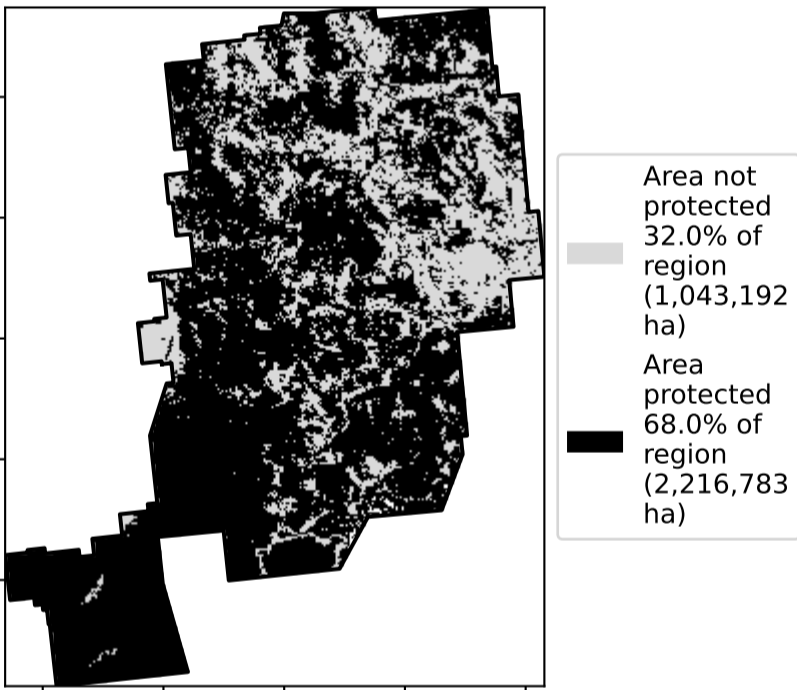 Area not
protected
32.0% of
region
(1,043,192
ha)
Area
protected
68.0% of
region
(2,216,783
ha)